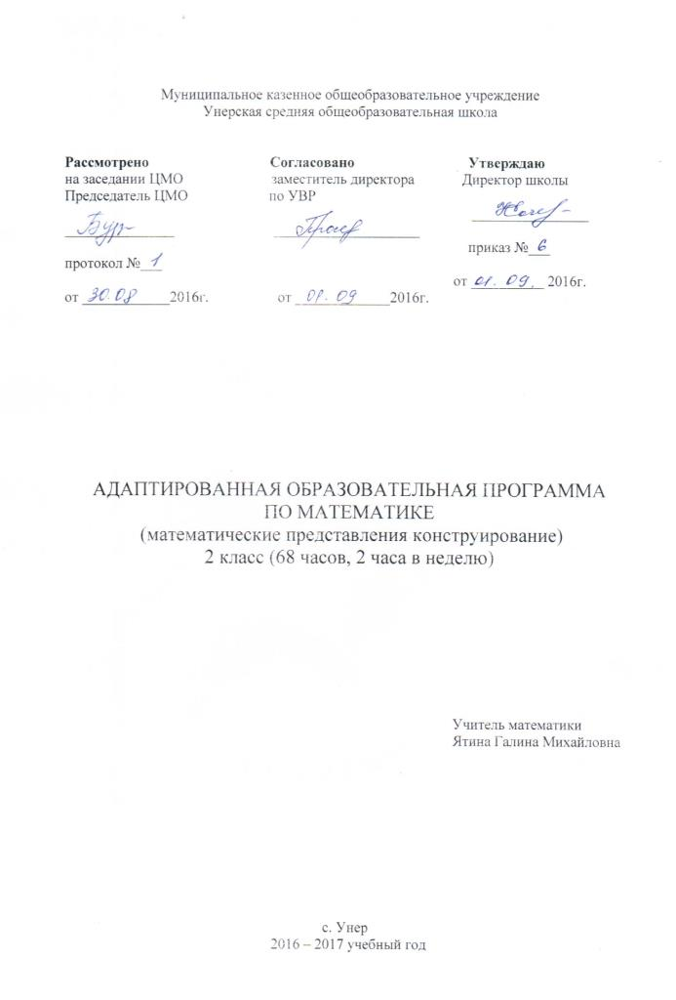 Муниципальное казенное общеобразовательное учреждение
Унерская средняя общеобразовательная школа
Рассмотрено
на заседании ЦМО
Председатель ЦМО
протокол № 1
от 30.08 2016г.
Согласовано
заместитель директора
по УВР
от 01.09 2016г.
Утверждаю
Директор школы
приказ № 6
от 01.09. 2016г.
АДАПТИРОВАННАЯ ОБРАЗОВАТЕЛЬНАЯ ПРОГРАММА
ПО МАТЕМАТИКЕ
(математические представления конструирование)
2 класс (68 часов, 2 часа в неделю)
Учитель математики
Ятина Галина Михайловна
с. Унер
2016 – 2017 учебный год